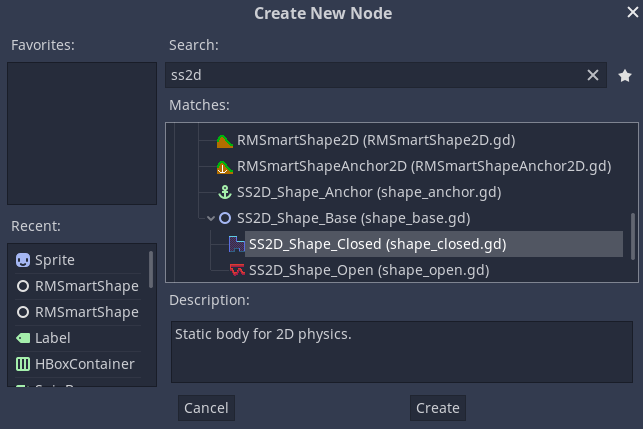 Create New Node
Favorites:
Search:
ss2d
Matches:
RMSmartShape2D (RMSmartShape2D.gd)
RMSmartShapeAnchor2D (RMSmartShapeAnchor2D.gd)
SS2D_Shape_Anchor (shape_anchor.gd)
SS2D_Shape_Base (shape_base.gd)
SS2D_Shape_Closed (shape_closed.gd)
SS2D_Shape_Open (shape_open.gd)
Recent:
Sprite
RMSmartShape
RMSmartShape
Label
HBoxContainer
Description:
Static body for 2D physics.
Cancel
Create